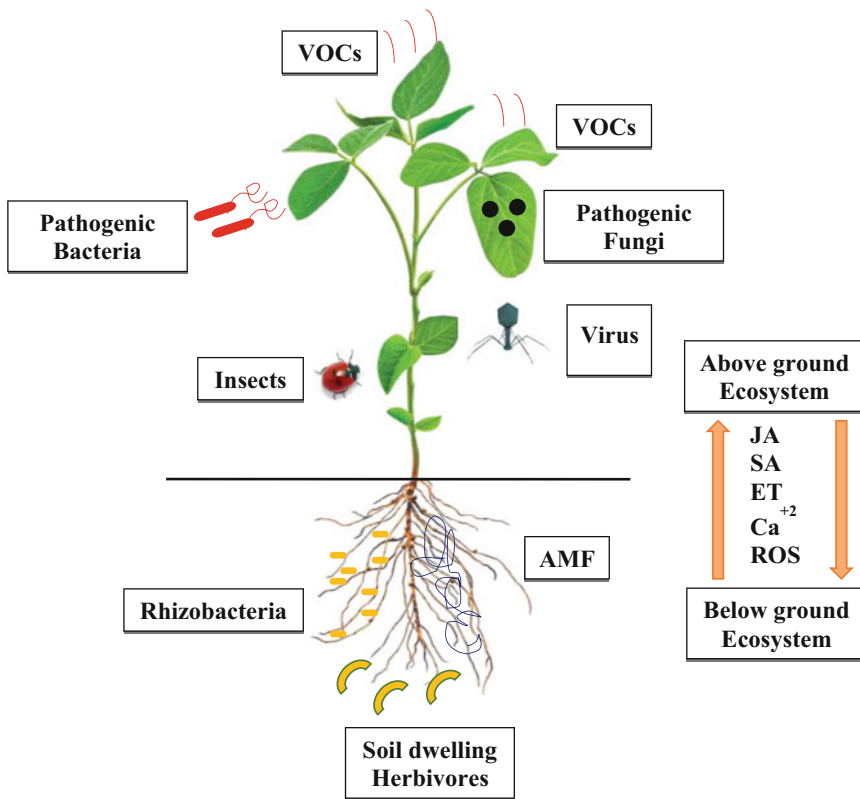 VOCs
VOCs
Pathogenic
Bacteria
Pathogenic
Fungi
Virus
Insects
Above ground
Ecosystem
JA
SA
ET
Ca+2
ROS
AMF
Rhizobacteria
Below ground
Ecosystem
Soil dwelling
Herbivores